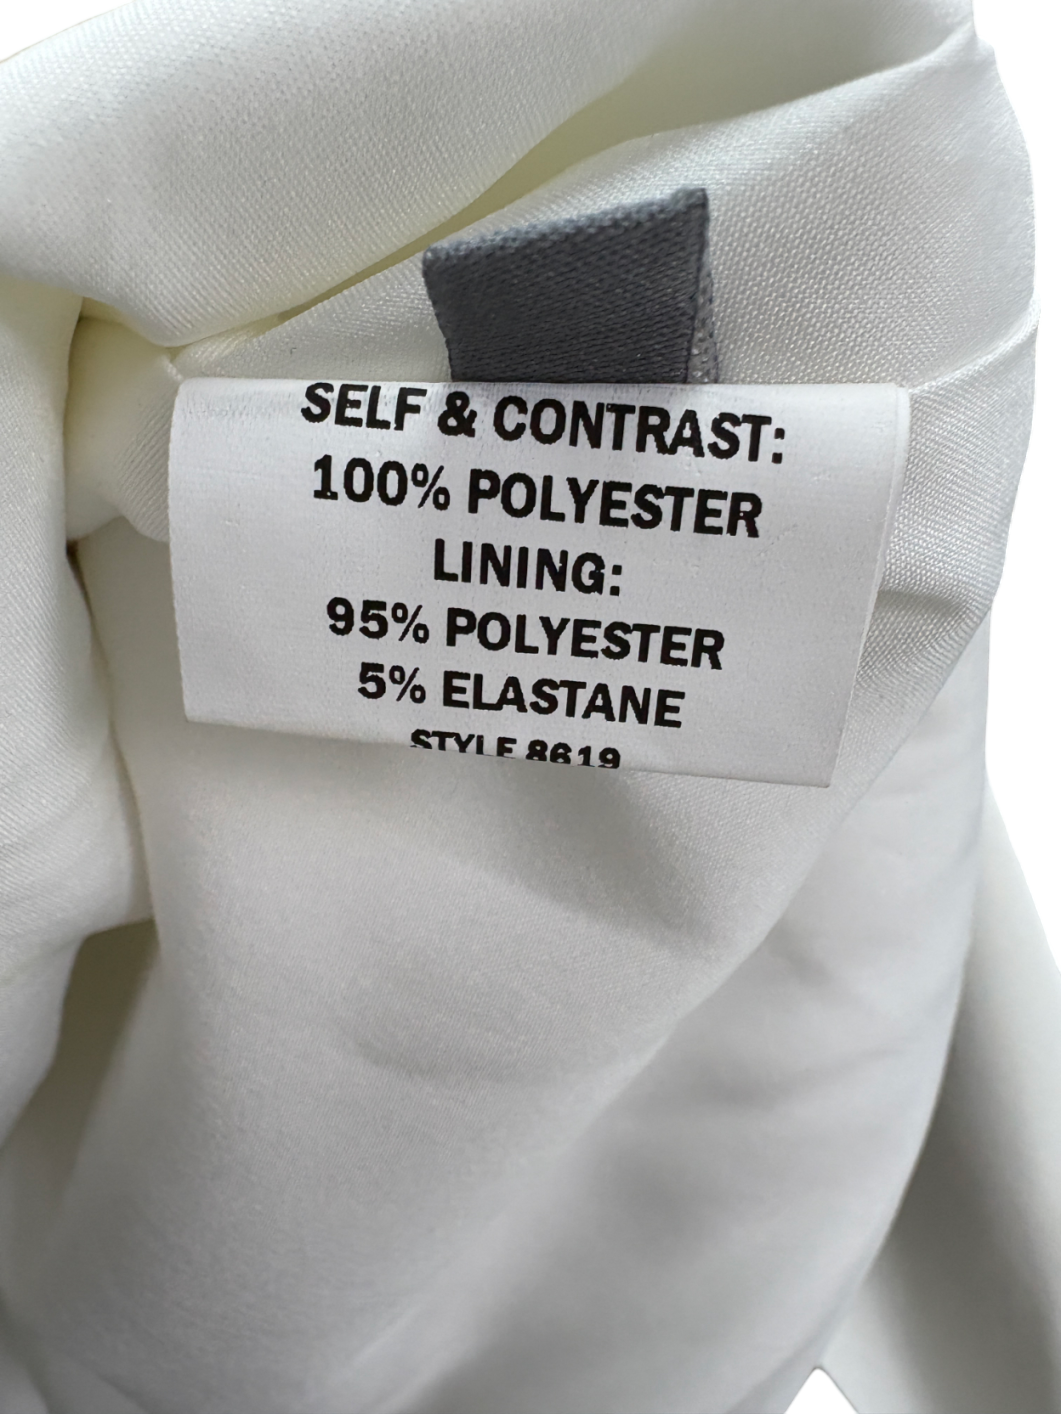 SELF & CONTRAST:
100% POLYESTER
LINING:
95% POLYESTER
5% ELASTANE
STYLE 8619